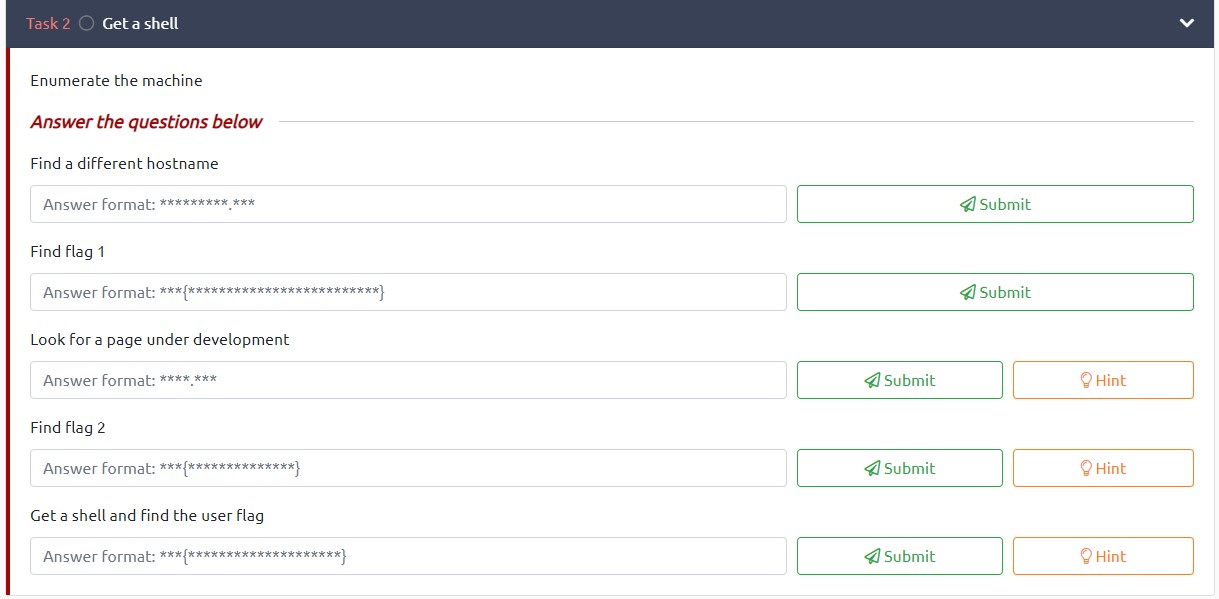 Task 2 Get a shell
Enumerate the machine
Answer the questions below
Find a different hostname
Answer format: *********.*** Submit
Find flag 1
Answer format: ***{*************************} Submit
Look for a page under development
Answer format: ****.*** Submit Hint
Find flag 2
Answer format: ***{**************} Submit Hint
Get a shell and find the user flag
Answer format: ***{********************} Submit Hint